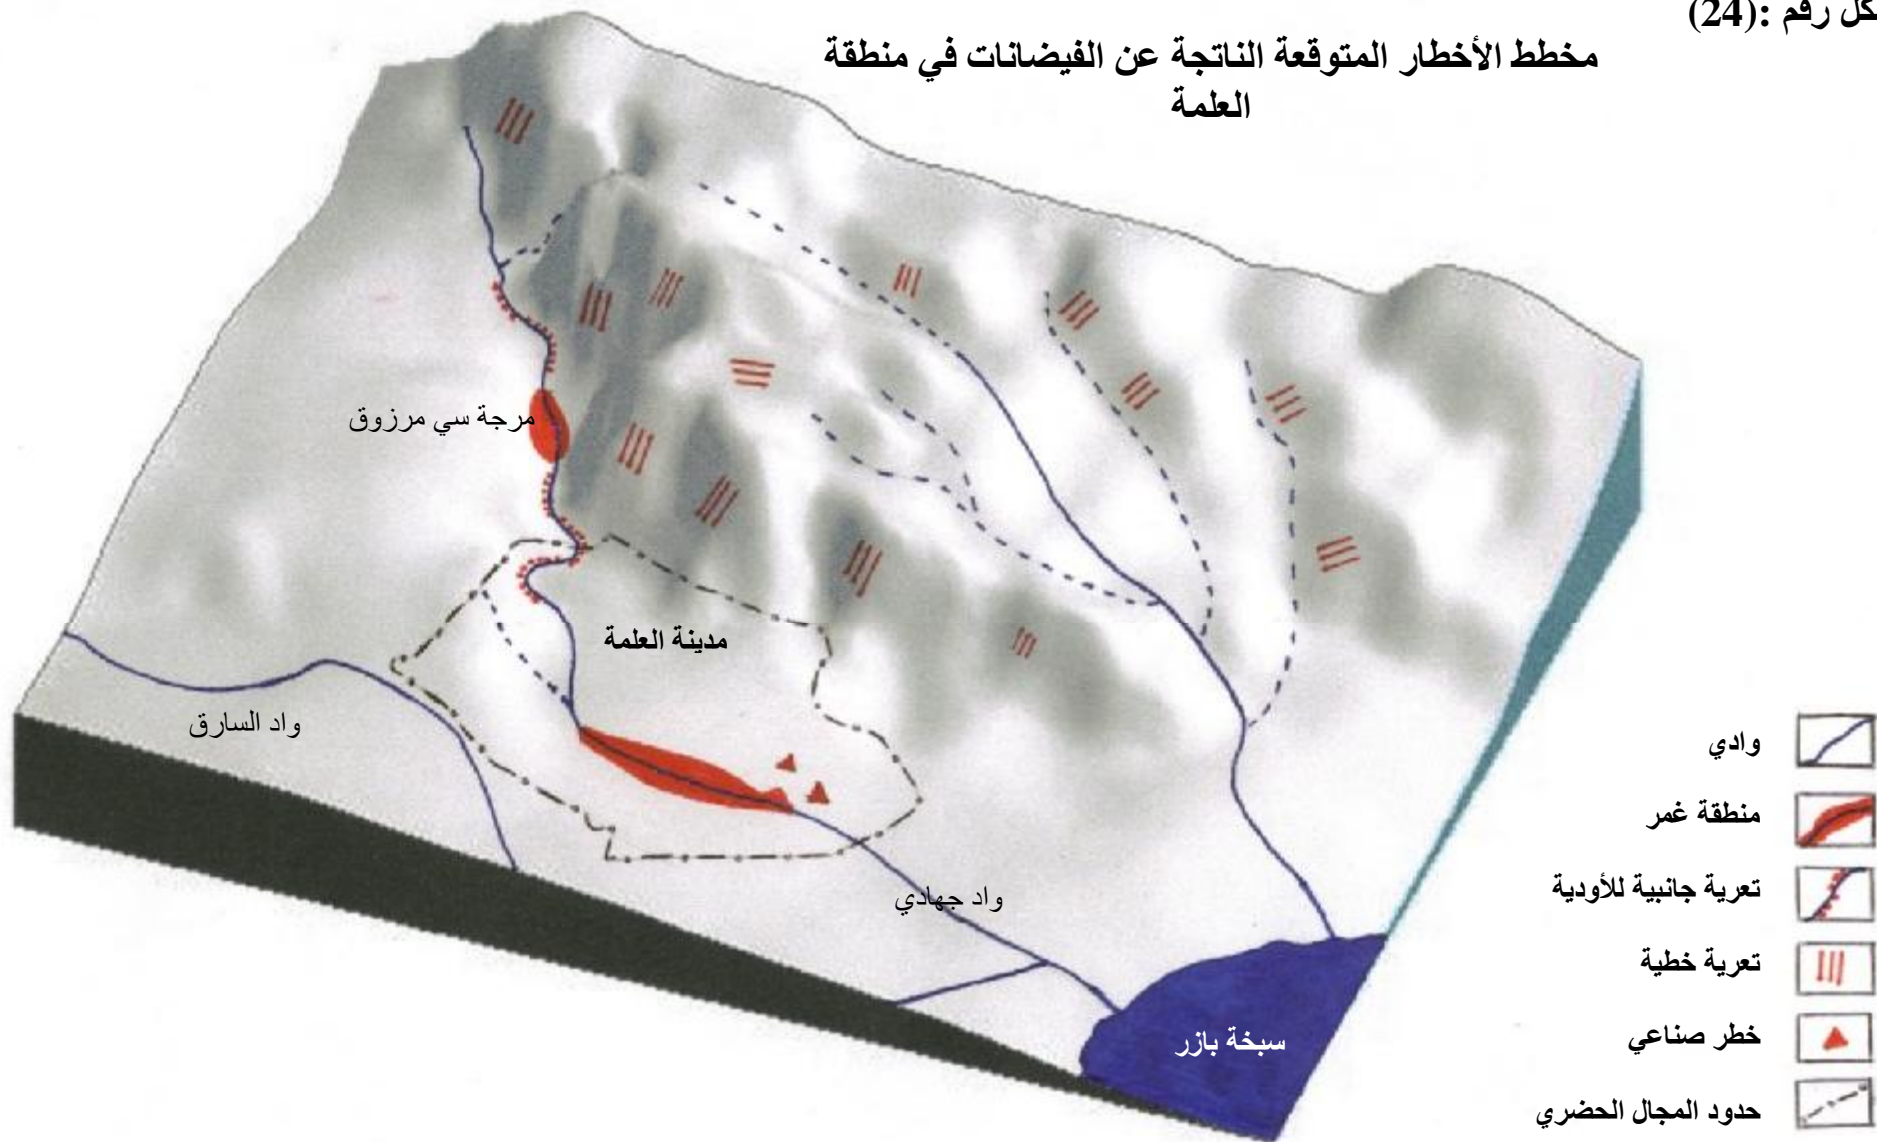 كل رقم :(24)
مخطط الأخطار المتوقعة الناتجة عن الفيضانات في منطقة
العلمة
مرجة سي مرزوق
مدينة العلمة
واد السارق
واد جهادي
سبخة بازر
وادي
منطقة غمر
تعرية جانبية للأودية
تعرية خطية
خطر صناعي
حدود المجال الحضري